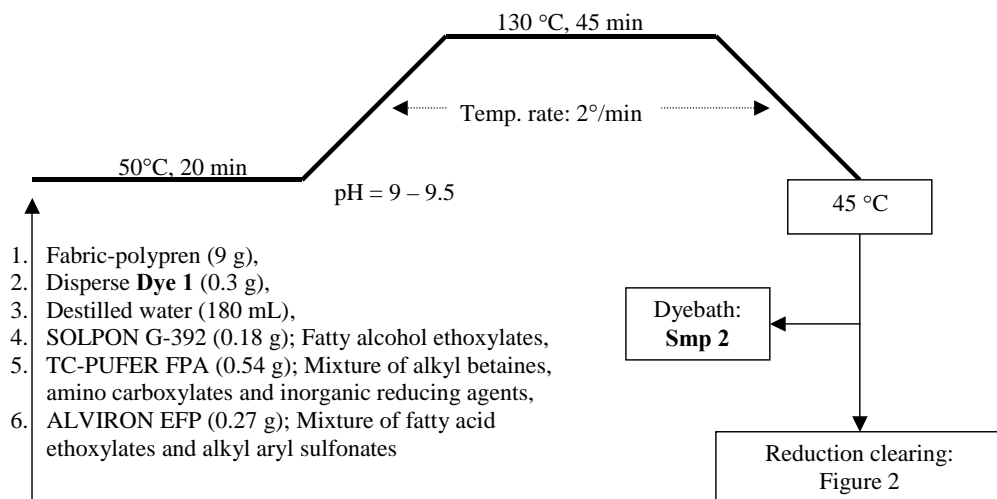 130 °C, 45 min
Temp. rate: 2°/min
50°C, 20 min
pH = 9 – 9.5
45 °C
1. Fabric-polypren (9 g),
2. Disperse Dye 1 (0.3 g),
3. Destilled water (180 mL),
4. SOLPON G-392 (0.18 g); Fatty alcohol ethoxylates,
5. TC-PUFER FPA (0.54 g); Mixture of alkyl betaines,
amino carboxylates and inorganic reducing agents,
6. ALVIRON EFP (0.27 g); Mixture of fatty acid
ethoxylates and alkyl aryl sulfonates
Dyebath:
Smp 2
Reduction clearing:
Figure 2